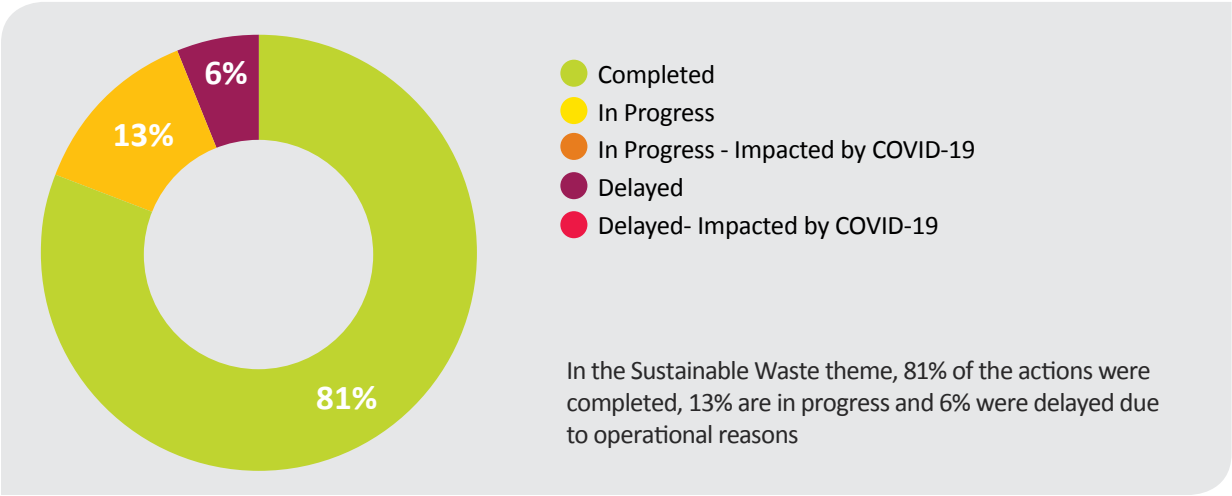 6%
13%
81%
Completed
In Progress
In Progress - Impacted by COVID-19
Delayed
Delayed- Impacted by COVID-19
In the Sustainable Waste theme, 81% of the actions were
completed, 13% are in progress and 6% were delayed due
to operational reasons